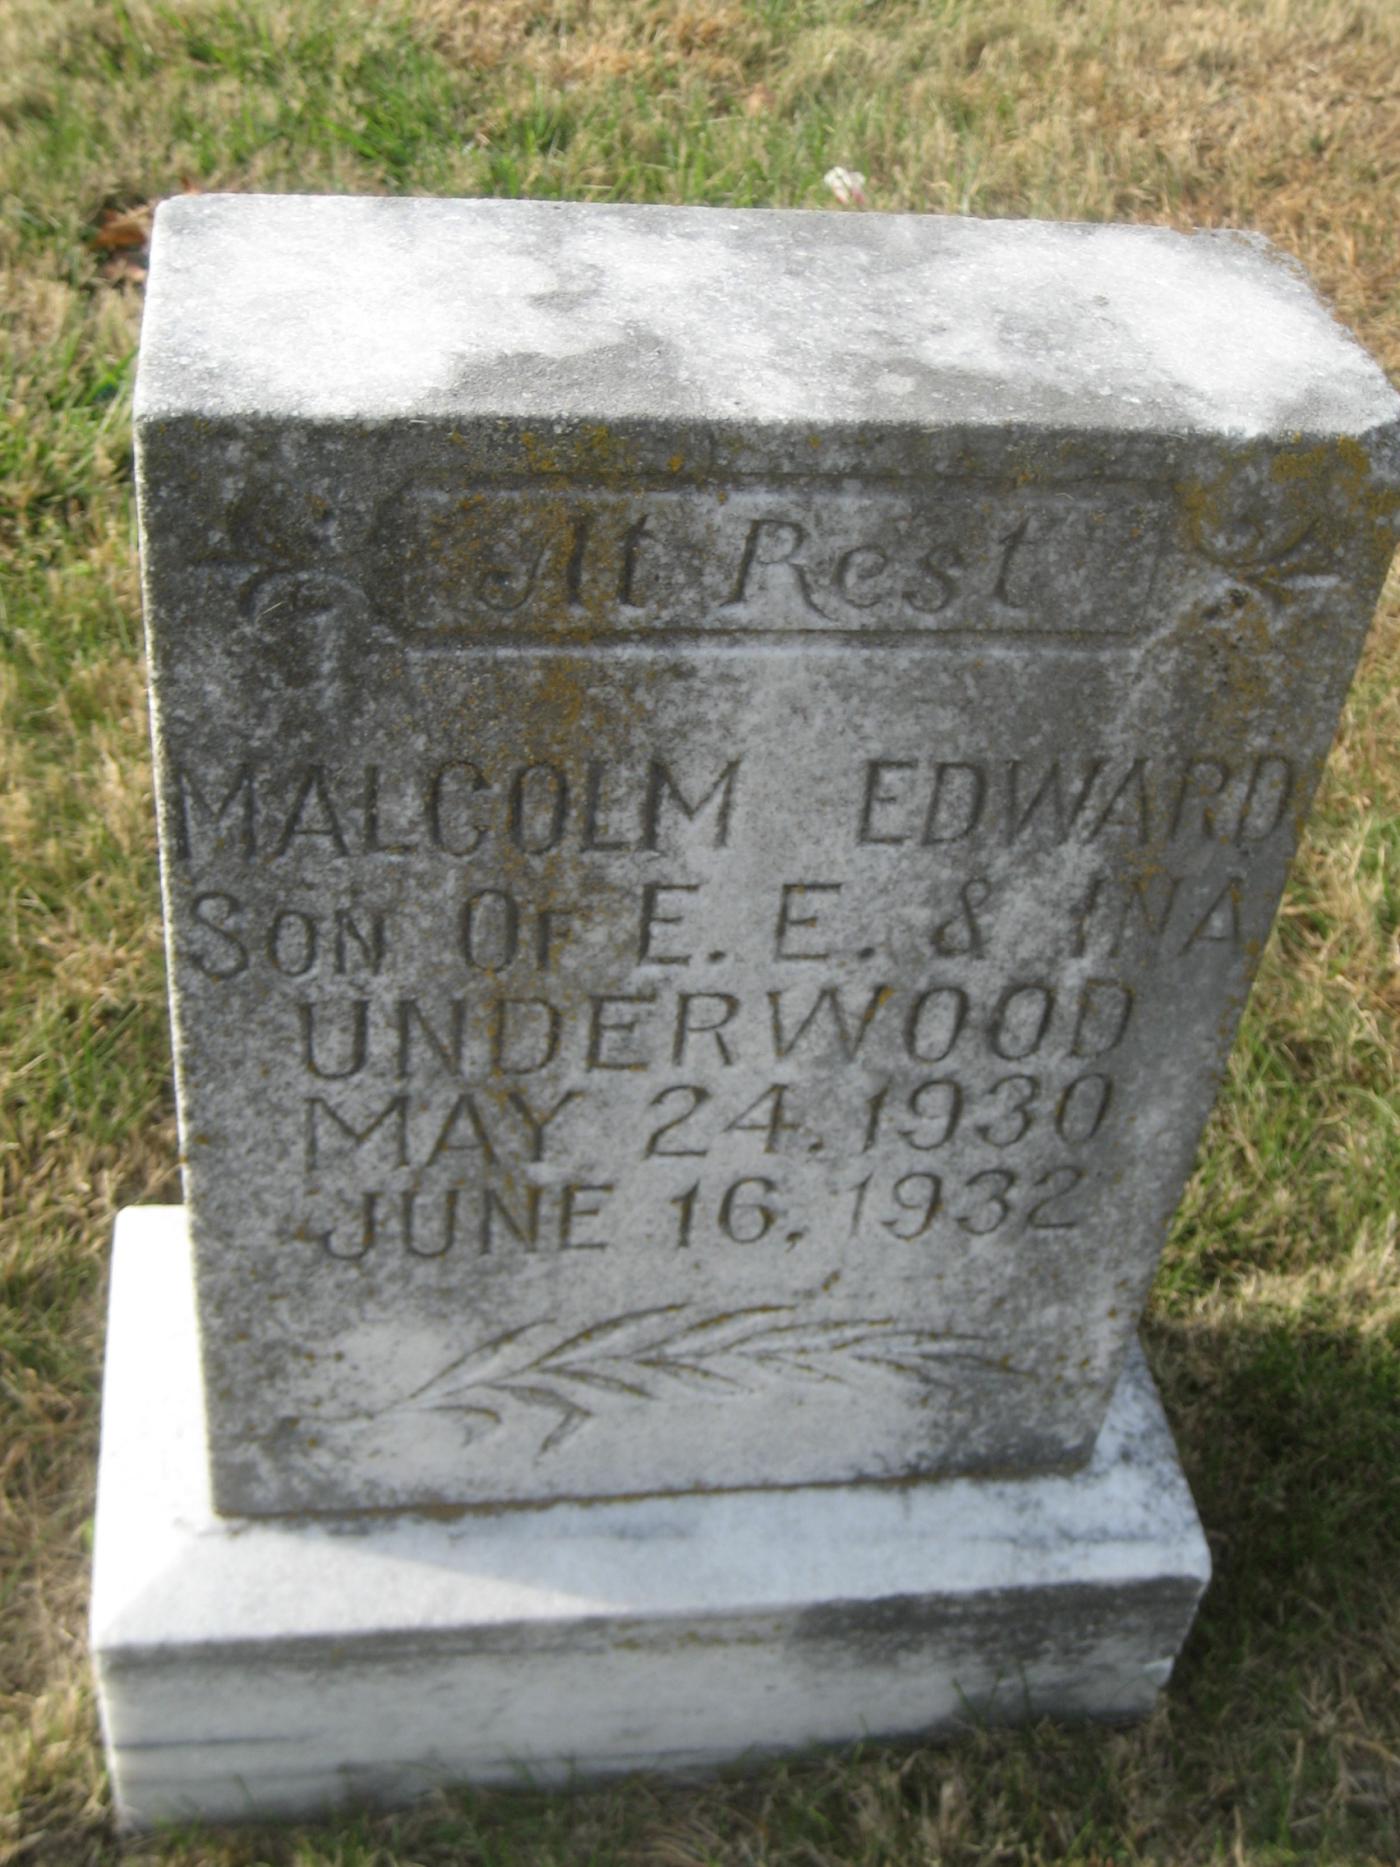 At Rest
MALCOLM EDWARD
SON OF E. E. & INA
UNDERWOOD
MAY 24, 1930
JUNE 16, 1932